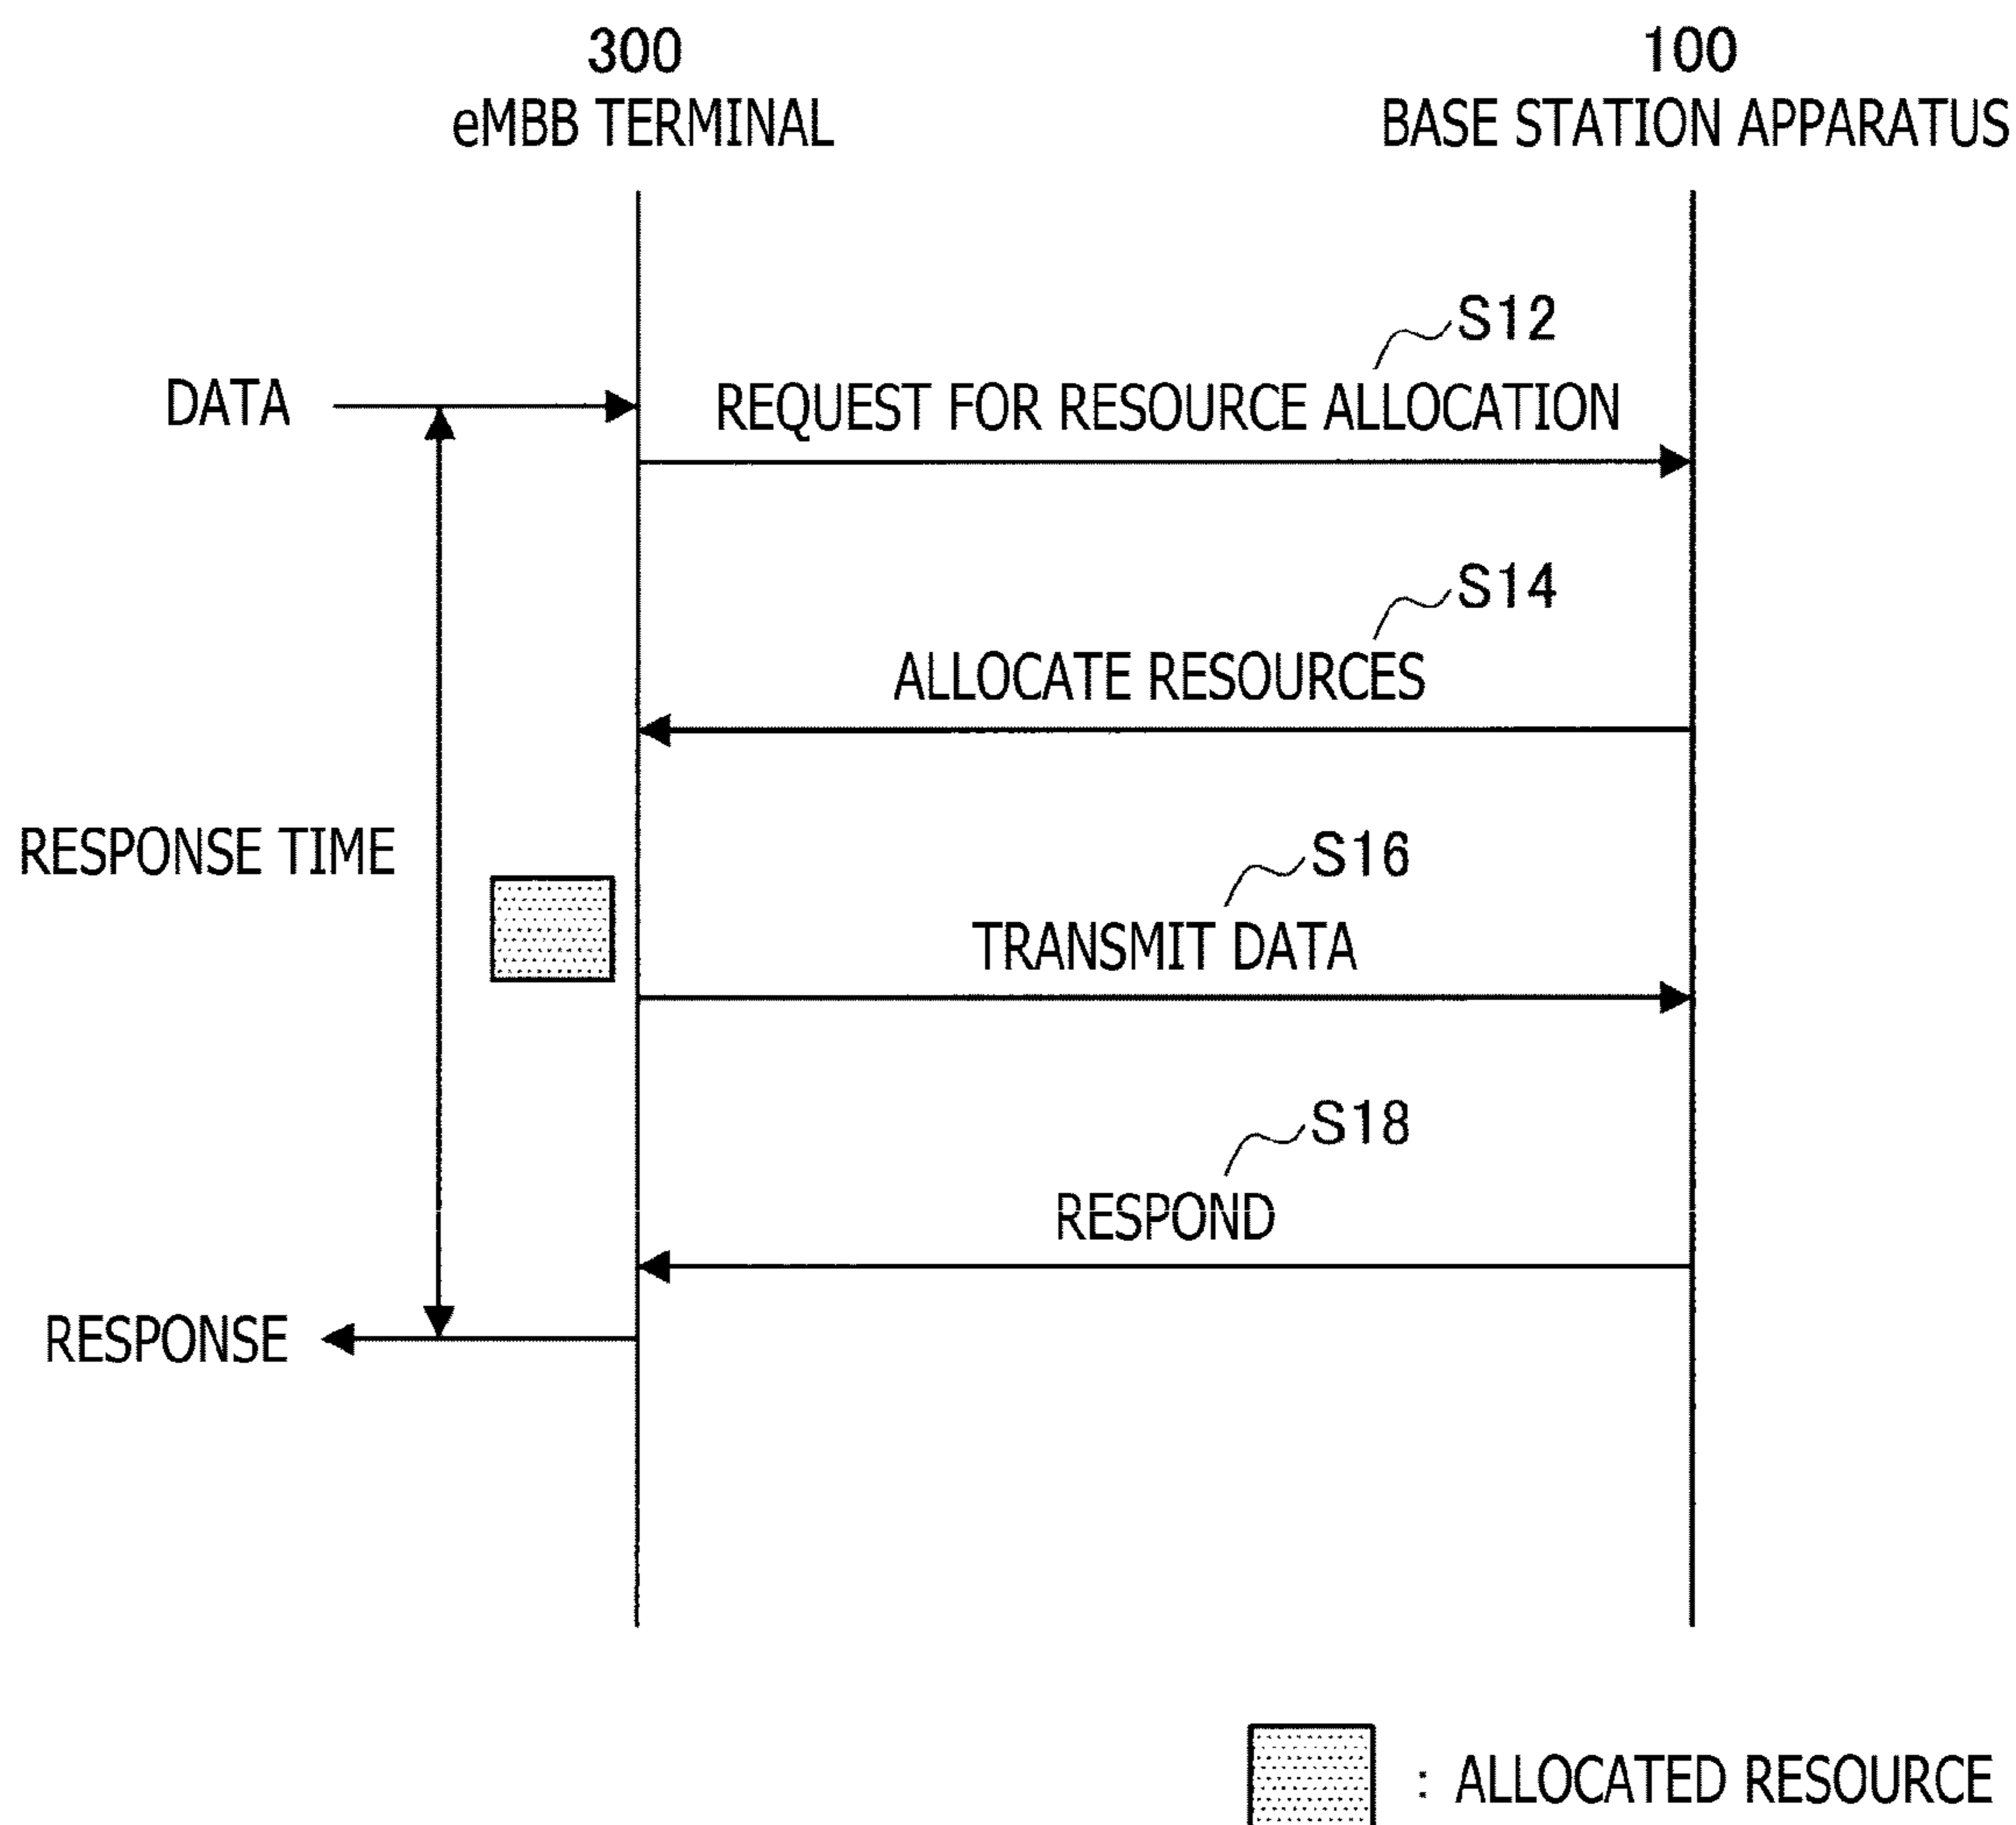 300
eMBB TERMINAL
100
BASE STATION APPARATUS
S12
DATA
REQUEST FOR RESOURCE ALLOCATION
S14
ALLOCATE RESOURCES
RESPONSE TIME
S16
TRANSMIT DATA
S18
RESPOND
RESPONSE
: ALLOCATED RESOURCE